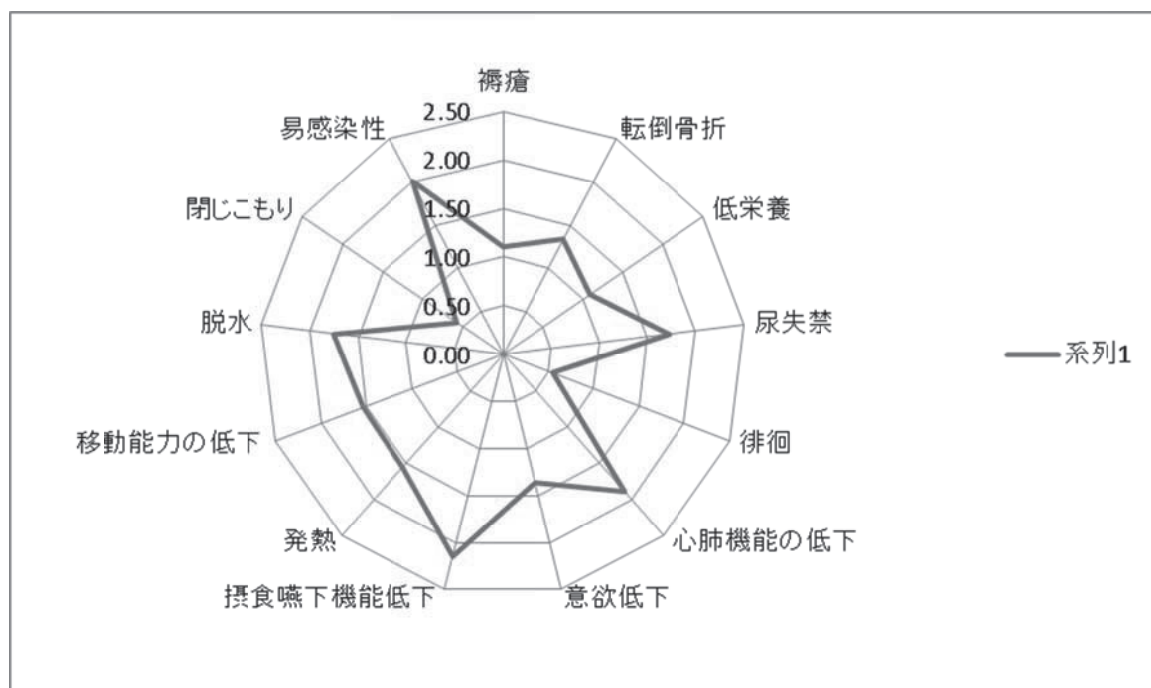 褥瘡
転倒骨折
低栄養
尿失禁
徘徊
心肺機能の低下
意欲低下
摂食嚥下機能低下
発熱
移動能力の低下
脱水
閉じこもり
易感染性
2.50
2.00
1.50
1.00
0.50
0.00
系列1